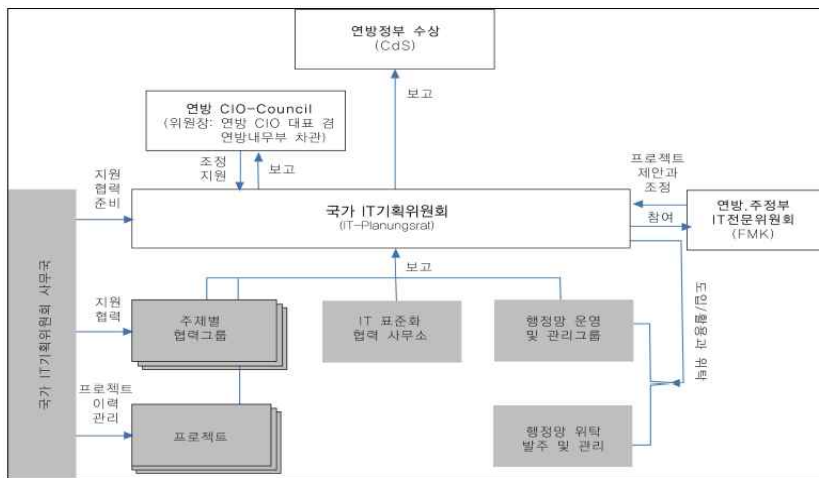 연방정부 수상
(CdS)
보고
연방 CIO-Council
(위원장: 연방 CIO 대표 겸
연방내무부 차관)
조정
지원
보고
프로젝트
제안과
조정
지원
협력
준비
국가 IT기획위원회
(IT-Planungsrat)
참여
연방,주정부
IT전문위원회
(FMK)
국가 IT기획위원회 사무국
보고
지원
협력
주제별
협력그룹
IT 표준화
협력 사무소
행정망 운영
및 관리그룹
도입/활용과 위탁
프로젝트
이력
관리
프로젝트
행정망 위탁
발주 및 관리